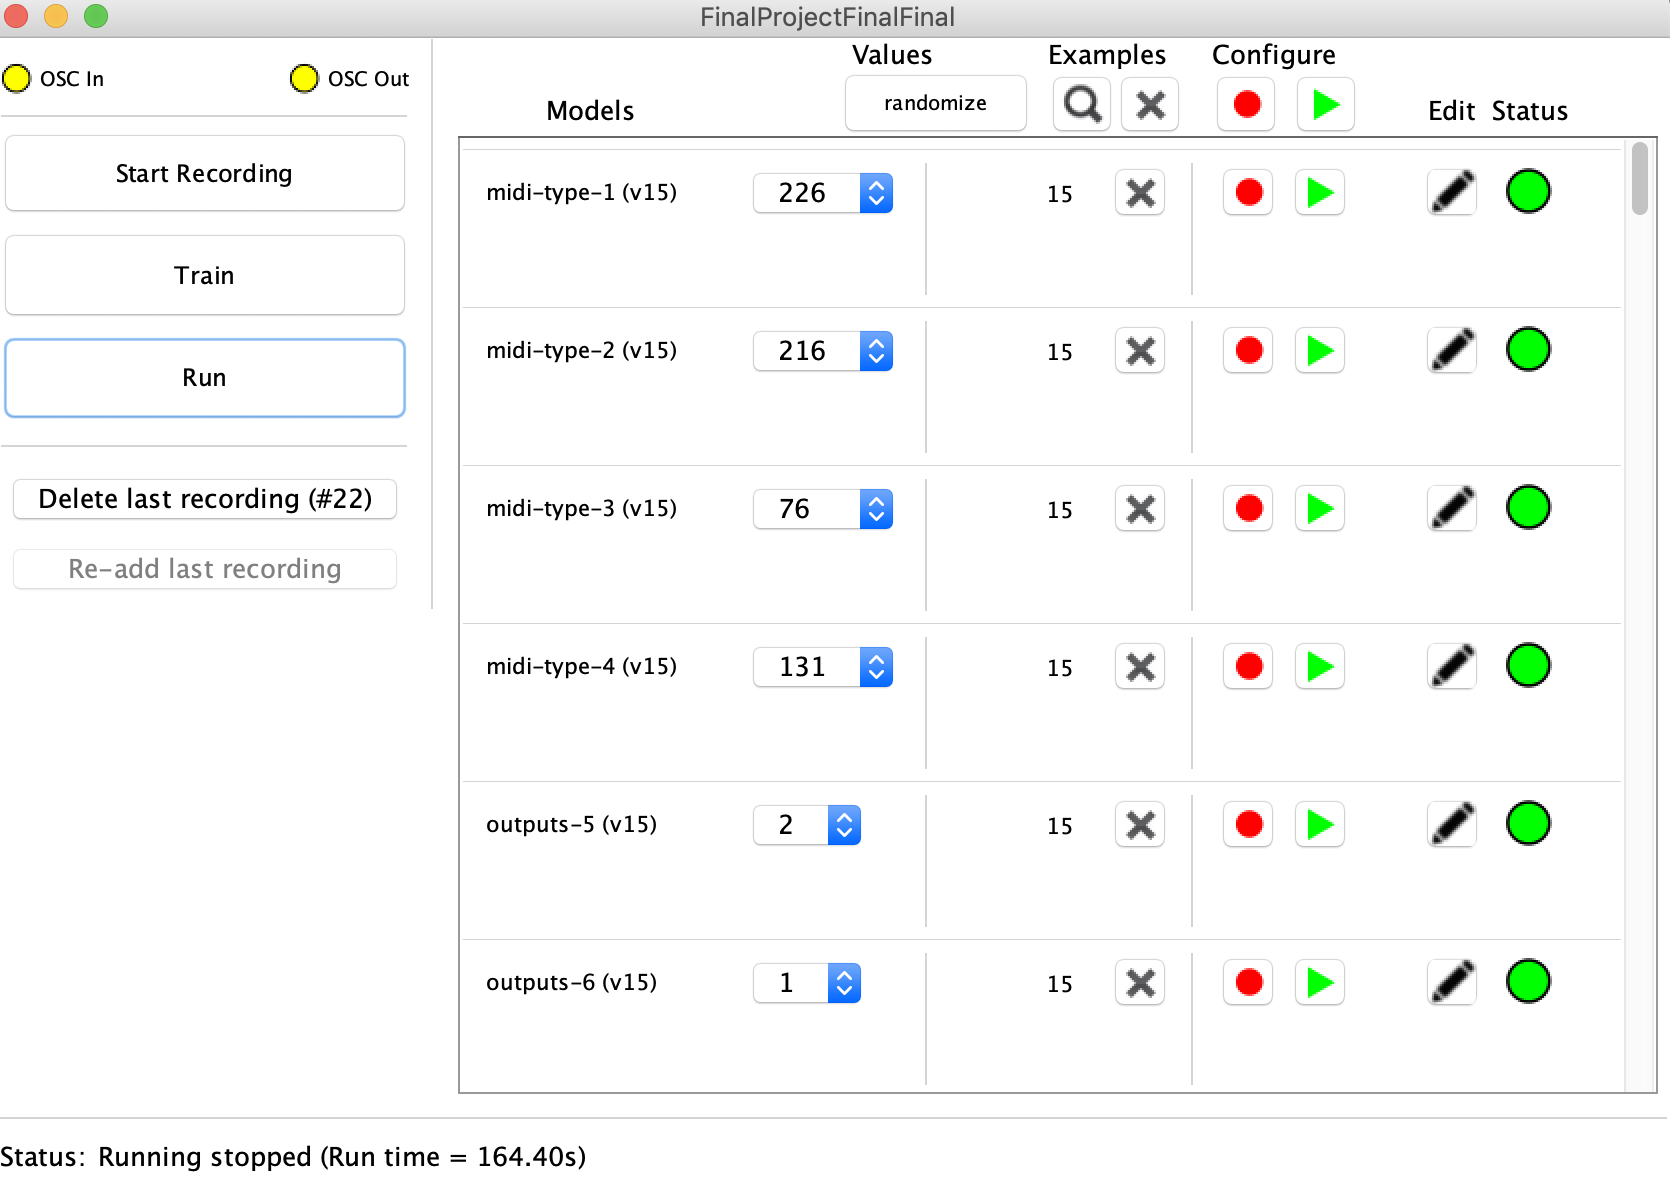 FinalProjectFinalFinal
OSC In
OSC Out
Start Recording
Train
Run
Delete last recording (#22)
Re-add last recording
Values
Examples
Configure
Models
randomize
Edit
Status
midi-type-1 (v15)
226
15
midi-type-2 (v15)
216
15
midi-type-3 (v15)
76
15
midi-type-4 (v15)
131
15
outputs-5 (v15)
2
15
outputs-6 (v15)
1
15
Status: Running stopped (Run time = 164.40s)